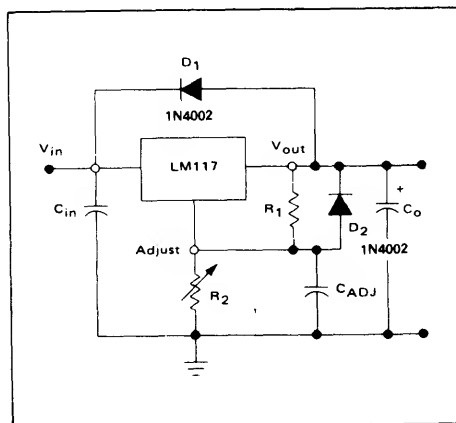 D1
1N4002
Vin
Vout
LM117
Cin
R1
D2
+
Co
1N4002
Adjust
R2
CADJ